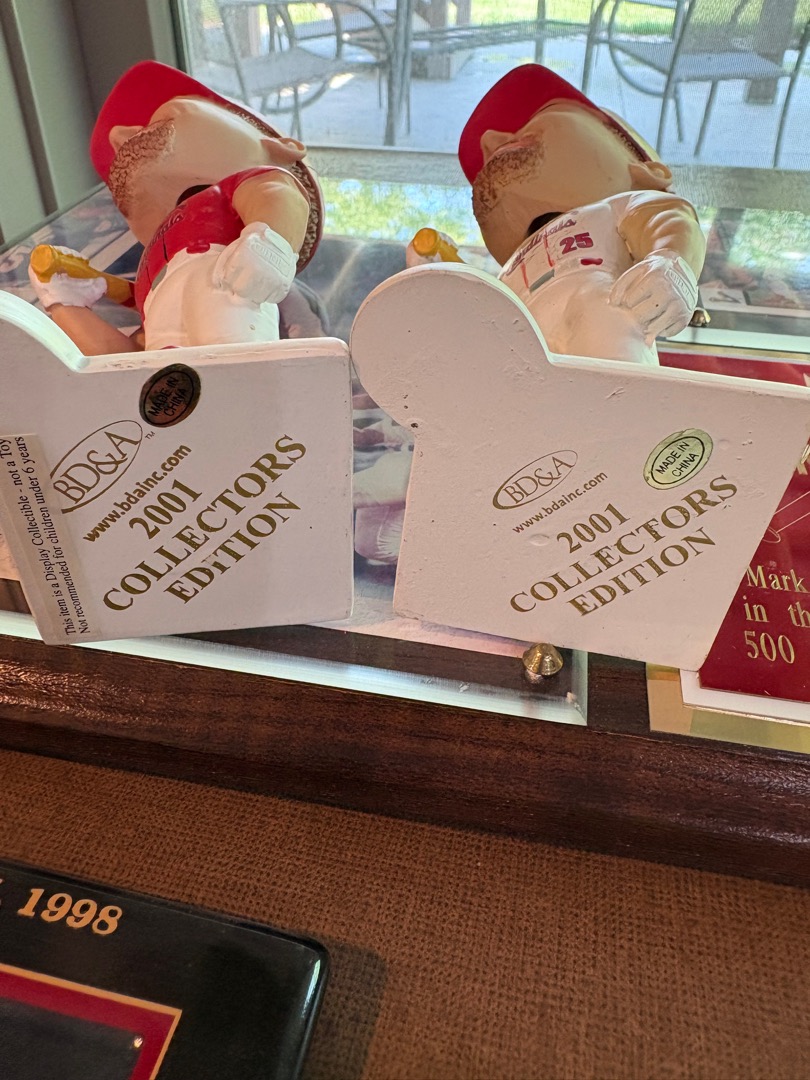 MADE IN
CHINA
BD&A™
www.bdainc.com
2001
COLLECTORS
EDiTION
This item is a Display Collectible - not a Toy
Not recommended for children under 6 years
Cardinals
25
MADE IN
CHINA
BD&A
www.bdainc.com
2001
COLLECTORS
EDITION
Mark
in th
500
, 1998